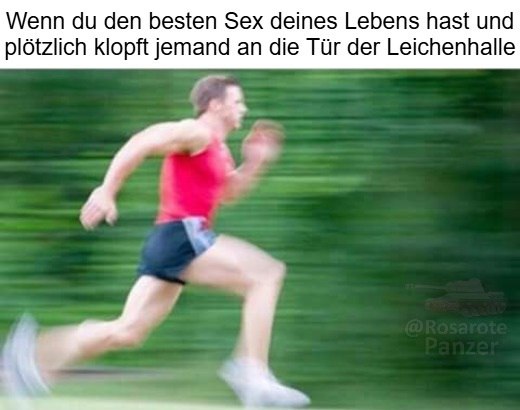 Wenn du den besten Sex deines Lebens hast und
plötzlich klopft jemand an die Tür der Leichenhalle
@Rosarote
Panzer